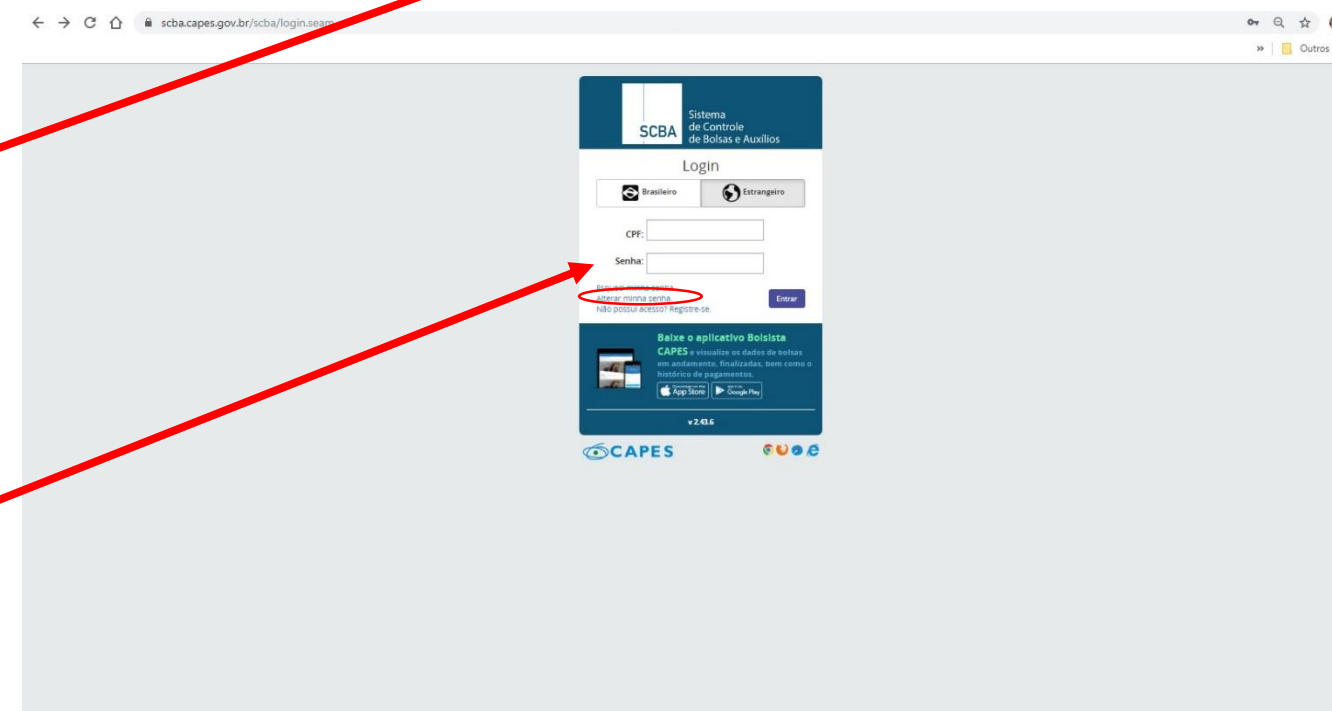 scba.capes.gov.br/scba/login.seam
» Outros
SCBA
Sistema
de Controle
de Bolsas e Auxílios
Login
Brasileiro
Estrangeiro
CPF:
Senha:
Esqueci minha senha.
Alterar minha senha.
Não possui acesso? Registre-se.
Entrar
Baixe o aplicativo Bolsista
CAPES e visualize os dados de bolsas
em andamento, finalizadas, bem como o
histórico de pagamentos.
App Store
Google Play
v 2.43.6
CAPES